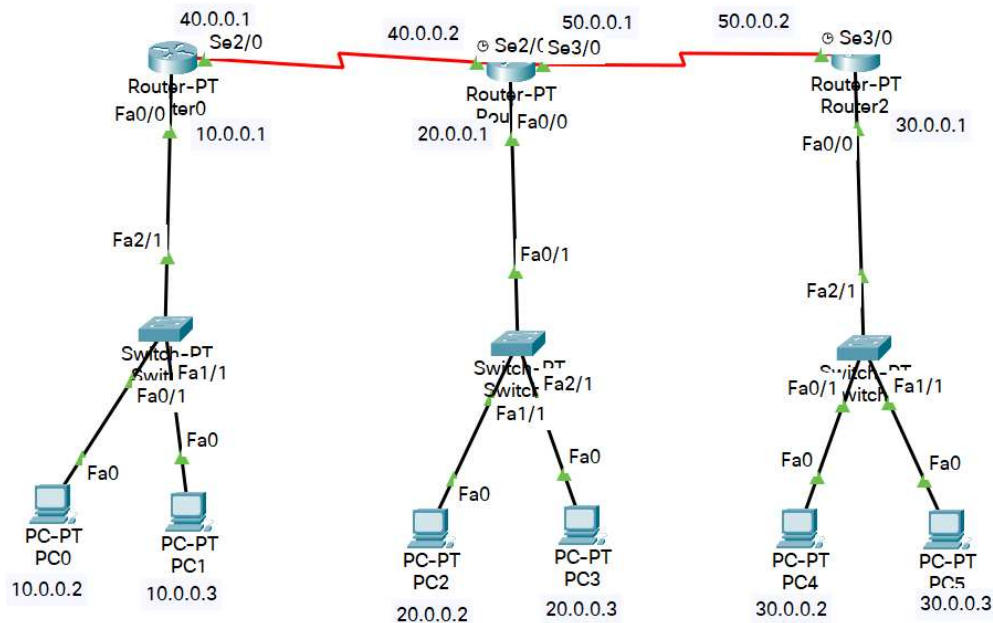 40.0.0.1
Se2/0
Router-PT
Fa0/0
10.0.0.1
40.0.0.2
Se2/0
50.0.0.1
Se3/0
Router-PT
20.0.0.1
Fa0/0
50.0.0.2
Se3/0
Router-PT
Router2
30.0.0.1
Fa0/0
Fa2/1
Fa0/1
Fa2/1
Switch-PT
Fa1/1
Fa0/1
Switch-PT
Switch
Fa2/1
Fa1/1
Switch-PT
Fa0/1
Fa1/1
Fa0
Fa0
Fa0
Fa0
Fa0
Fa0
PC-PT
PC0
10.0.0.2
PC-PT
PC1
10.0.0.3
PC-PT
PC2
20.0.0.2
PC-PT
PC3
20.0.0.3
PC-PT
PC4
30.0.0.2
PC-PT
PC5
30.0.0.3